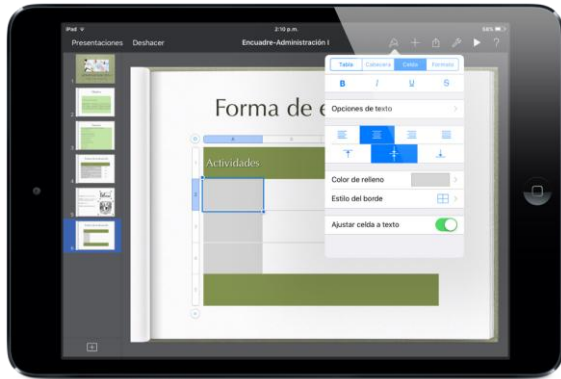 iPad
2:10 p.m.
Presentaciones Deshacer Encuadre-Administración I
Tabla Cabecera Celda Formato
B I U S
Opciones de texto
Forma de e
A
Actividades
Color de relleno
Estilo del borde
Ajustar celda a texto